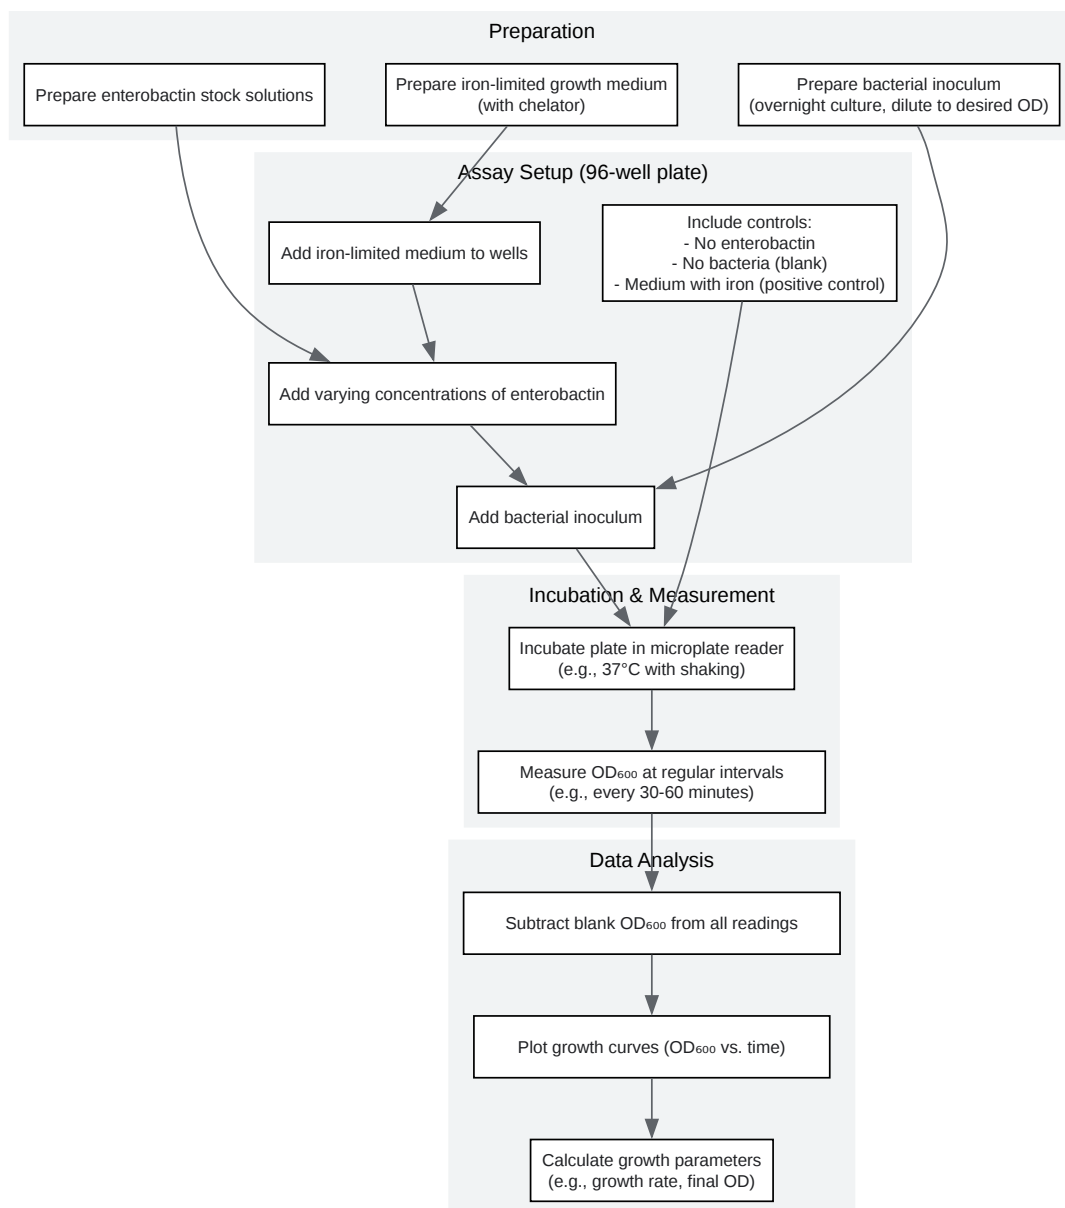 Preparation
Prepare enterobactin stock solutions
Prepare iron-limited growth medium
(with chelator)
Prepare bacterial inoculum
(overnight culture, dilute to desired OD)
Assay Setup (96-well plate)
Add iron-limited medium to wells
Include controls:
- No enterobactin
- No bacteria (blank)
- Medium with iron (positive control)
Add varying concentrations of enterobactin
Add bacterial inoculum
Incubation & Measurement
Incubate plate in microplate reader
(e.g., 37°C with shaking)
Measure OD₆₀₀ at regular intervals
(e.g., every 30-60 minutes)
Data Analysis
Subtract blank OD₆₀₀ from all readings
Plot growth curves (OD₆₀₀ vs. time)
Calculate growth parameters
(e.g., growth rate, final OD)